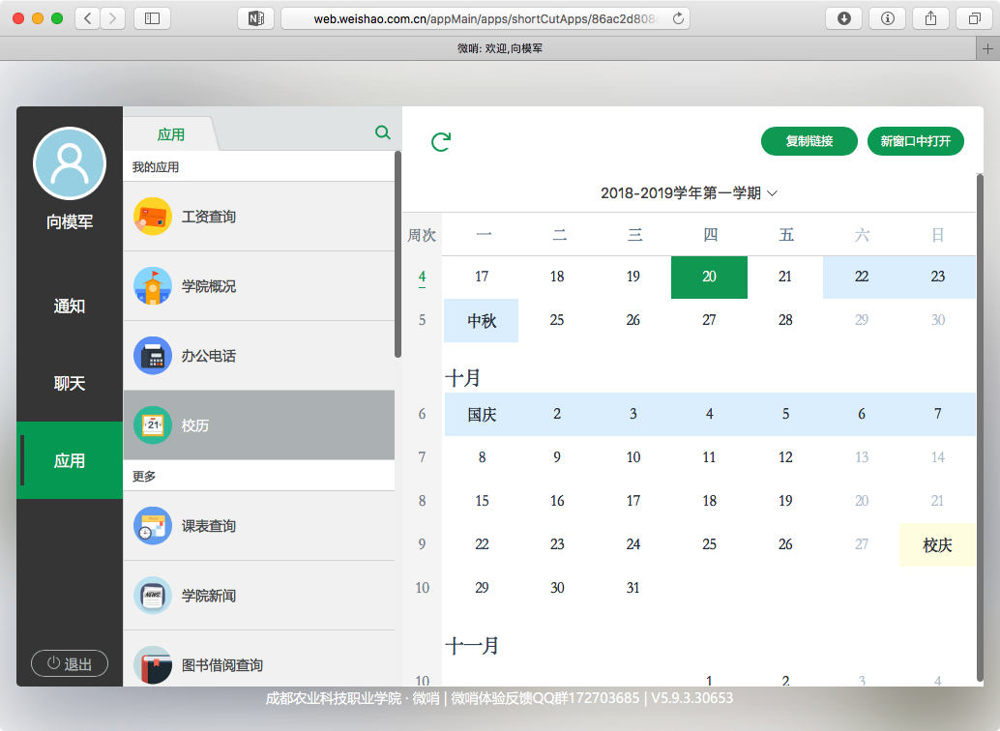 web.weishao.com.cn/appMain/apps/shortCutApps/86ac2d808
微哨: 欢迎,向模军
向模军
通知
聊天
应用
退出
应用
我的应用
工资查询
学院概况
办公电话
21
校历
更多
课表查询
NEWS
学院新闻
图书借阅查询
复制链接
新窗口中打开
2018-2019学年第一学期
周次 一 二 三 四 五 六 日
4 17 18 19 20 21 22 23
5 中秋 25 26 27 28 29 30
十月
6 国庆 2 3 4 5 6 7
7 8 9 10 11 12 13 14
8 15 16 17 18 19 20 21
9 22 23 24 25 26 27 校庆
10 29 30 31
十一月
10 1 2 3 4
成都农业科技职业学院 · 微哨 | 微哨体验反馈QQ群172703685 | V5.9.3.30653